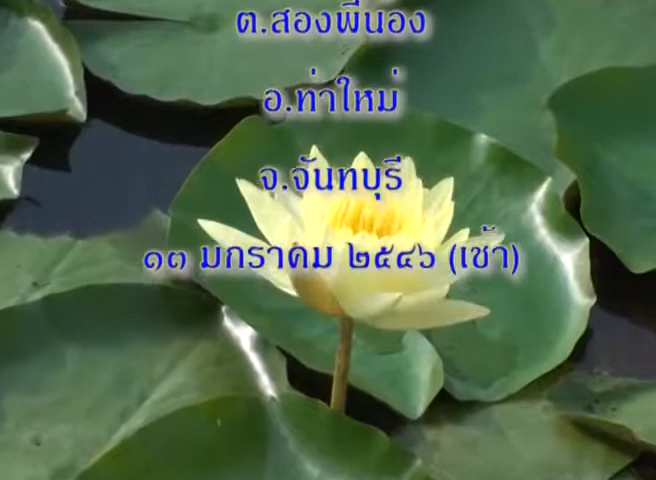 ต.สองพี่น้อง
อ.ท่าใหม่
จ.จันทบุรี
๑๓ มกราคม ๒๕๔๖ (เช้า)